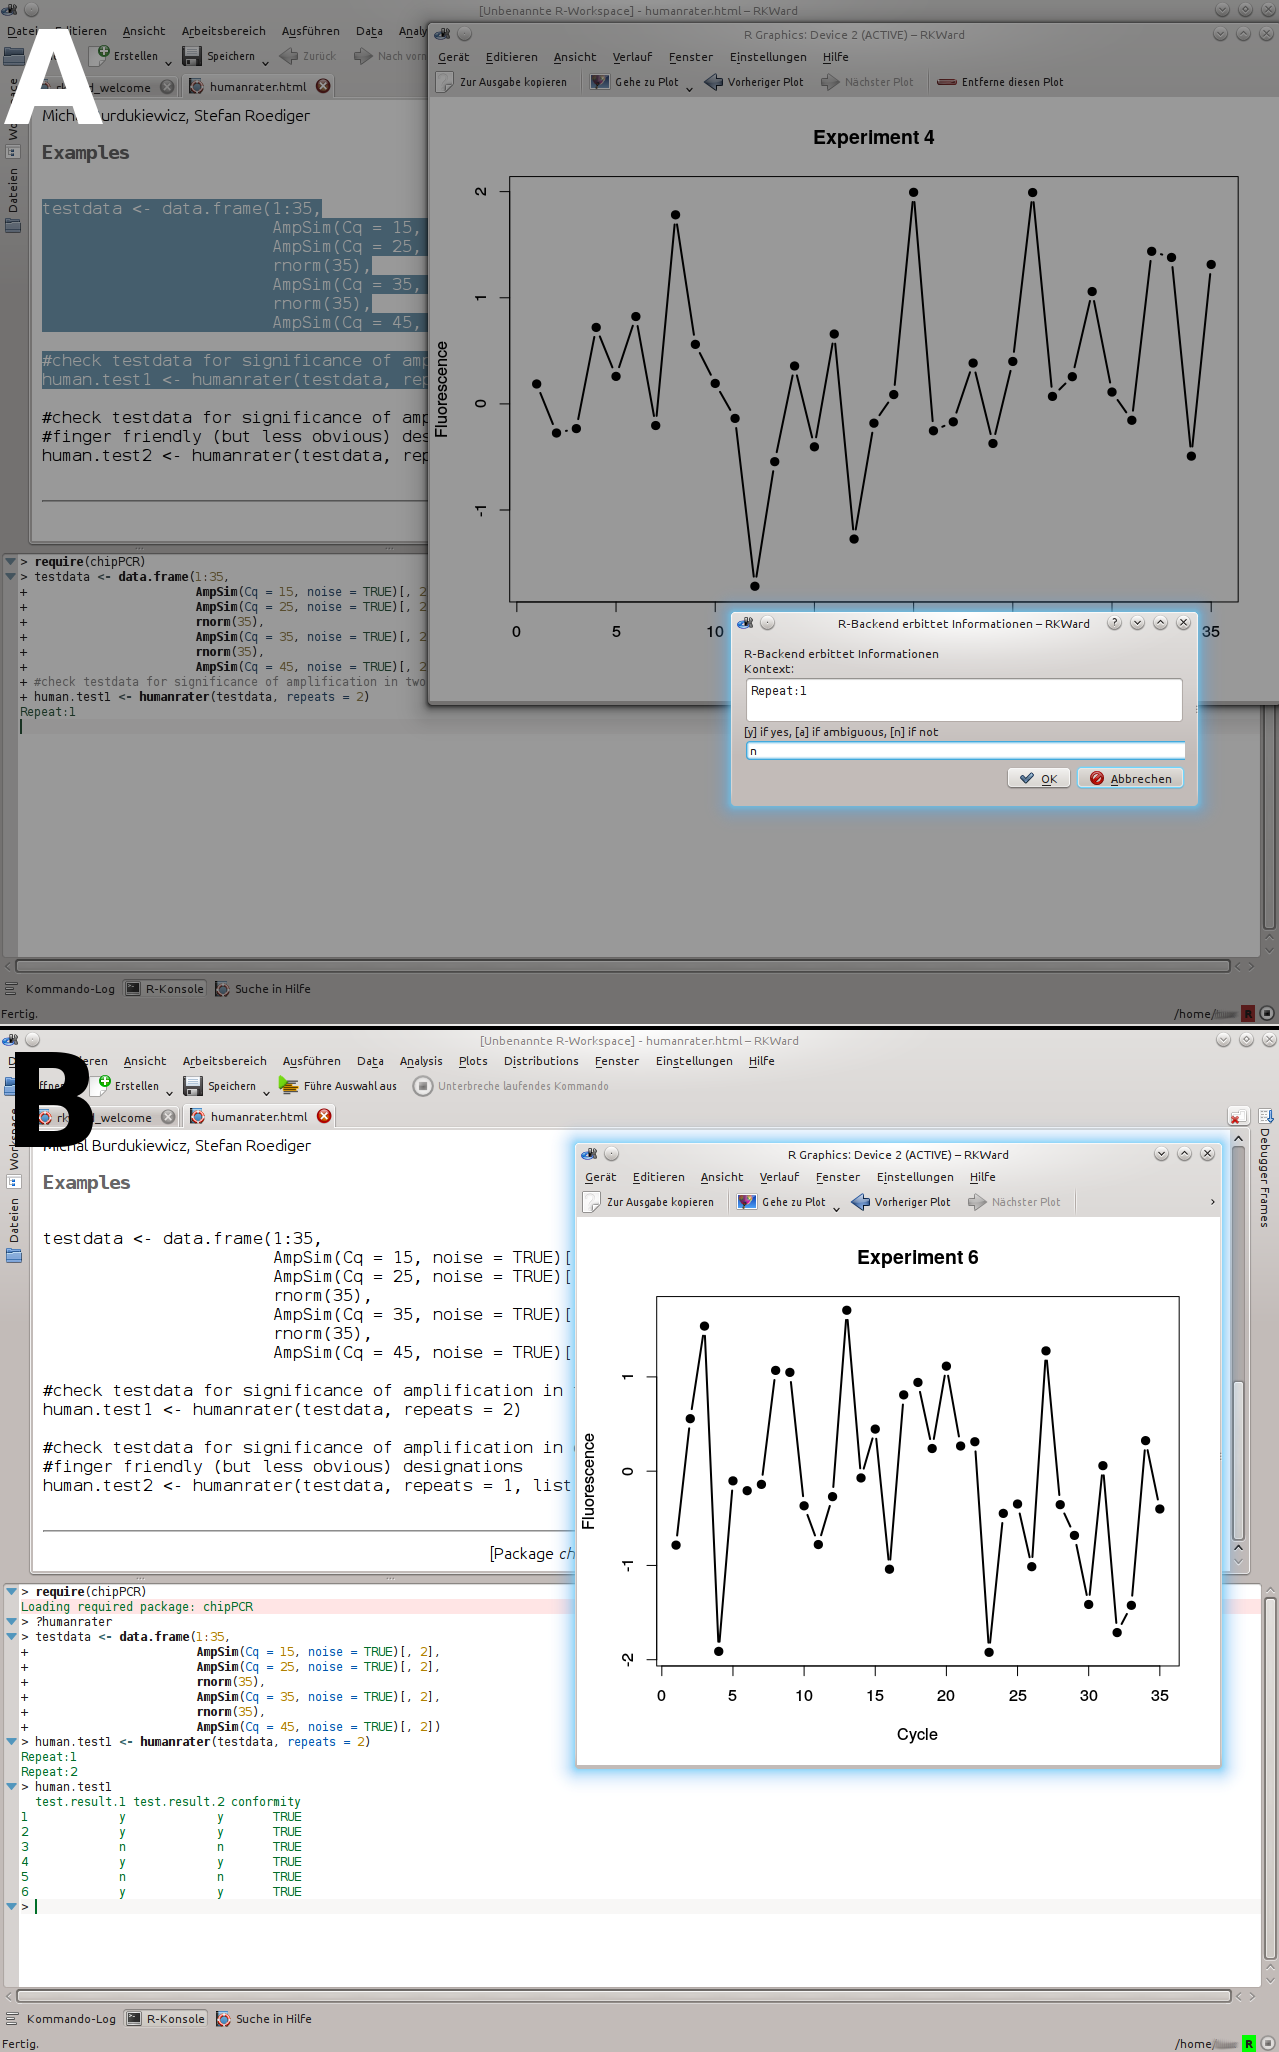 A
[Unbenannte R-Workspace] - humanrater.html – RKWard
Datei Editieren Ansicht Arbeitsbereich Ausführen Data Analy
Erstellen Speichern Zurück Nach vorn
d_welcome humanrater.html
Dateien
Michal Burdukiewicz, Stefan Roediger
Examples
testdata <- data.frame(1:35,
AmpSim(Cq = 15,
AmpSim(Cq = 25,
rnorm(35),
AmpSim(Cq = 35,
rnorm(35),
AmpSim(Cq = 45,
#check testdata for significance of amp
human.test1 <- humanrater(testdata, rep
#check testdata for significance of amp
#finger friendly (but less obvious) des
human.test2 <- humanrater(testdata, rep
R Graphics: Device 2 (ACTIVE) – RKWard
Gerät Editieren Ansicht Verlauf Fenster Einstellungen Hilfe
Zur Ausgabe kopieren Gehe zu Plot Vorheriger Plot Nächster Plot Entferne diesen Plot
Experiment 4
Fluorescence
2
1
0
-1
0 5 10 35
> require(chipPCR)
> testdata <- data.frame(1:35,
+ AmpSim(Cq = 15, noise = TRUE)[, 2
+ AmpSim(Cq = 25, noise = TRUE)[, 2
+ rnorm(35),
+ AmpSim(Cq = 35, noise = TRUE)[, 2
+ rnorm(35),
+ AmpSim(Cq = 45, noise = TRUE)[, 2
+ #check testdata for significance of amplification in two
+ human.test1 <- humanrater(testdata, repeats = 2)
Repeat:1
R-Backend erbittet Informationen – RKWard
R-Backend erbittet Informationen
Kontext:
Repeat:1
[y] if yes, [a] if ambiguous, [n] if not
n
OK Abbrechen
Kommando-Log R-Konsole Suche in Hilfe
Fertig. /home/ R
B
[Unbenannte R-Workspace] - humanrater.html – RKWard
Ansicht Arbeitsbereich Ausführen Data Analysis Plots Distributions Fenster Einstellungen Hilfe
Erstellen Speichern Führe Auswahl aus Unterbreche laufendes Kommando
d_welcome humanrater.html
Workspace
Dateien
Debugger Frames
Michal Burdukiewicz, Stefan Roediger
Examples
testdata <- data.frame(1:35,
AmpSim(Cq = 15, noise = TRUE)[
AmpSim(Cq = 25, noise = TRUE)[
rnorm(35),
AmpSim(Cq = 35, noise = TRUE)[
rnorm(35),
AmpSim(Cq = 45, noise = TRUE)[
#check testdata for significance of amplification in
human.test1 <- humanrater(testdata, repeats = 2)
#check testdata for significance of amplification in
#finger friendly (but less obvious) designations
human.test2 <- humanrater(testdata, repeats = 1, list
[Package ch
R Graphics: Device 2 (ACTIVE) – RKWard
Gerät Editieren Ansicht Verlauf Fenster Einstellungen Hilfe
Zur Ausgabe kopieren Gehe zu Plot Vorheriger Plot Nächster Plot
Experiment 6
Fluorescence
1
0
-1
-2
0 5 10 15 20 25 30 35
Cycle
> require(chipPCR)
Loading required package: chipPCR
> ?humanrater
> testdata <- data.frame(1:35,
+ AmpSim(Cq = 15, noise = TRUE)[, 2],
+ AmpSim(Cq = 25, noise = TRUE)[, 2],
+ rnorm(35),
+ AmpSim(Cq = 35, noise = TRUE)[, 2],
+ rnorm(35),
+ AmpSim(Cq = 45, noise = TRUE)[, 2])
> human.test1 <- humanrater(testdata, repeats = 2)
Repeat:1
Repeat:2
> human.test1
test.result.1 test.result.2 conformity
1 y y TRUE
2 y y TRUE
3 n n TRUE
4 y y TRUE
5 n n TRUE
6 y y TRUE
>
Kommando-Log R-Konsole Suche in Hilfe
Fertig. /home/ R